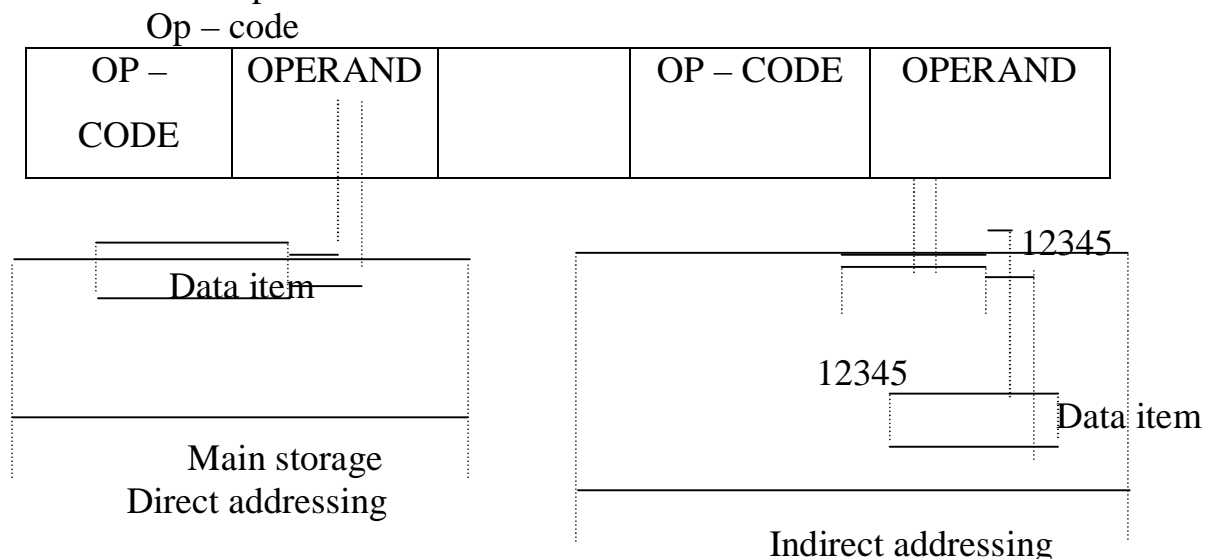 Op – code
OP – OPERAND OP – CODE OPERAND
CODE
12345
Data item
12345
Data item
Main storage
Direct addressing
Indirect addressing